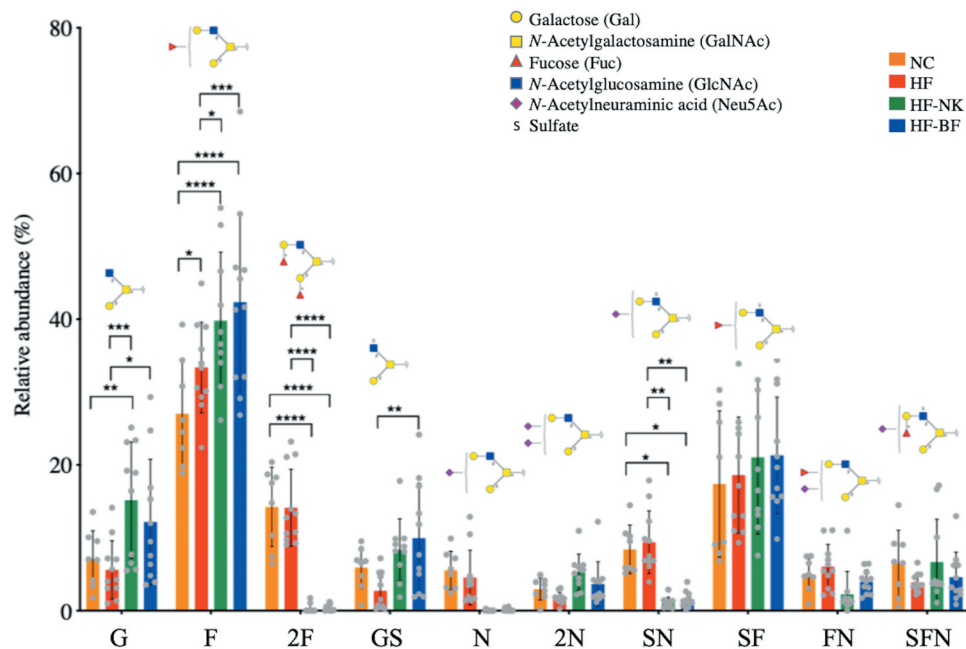 80
60
40
20
0
Relative abundance (%)
Galactose (Gal)
N-Acetylgalactosamine (GalNAc)
Fucose (Fuc)
N-Acetylglucosamine (GlcNAc)
N-Acetylneuraminic acid (Neu5Ac)
s Sulfate
NC
HF
HF-NK
HF-BF
***
*
****
****
*
***
*
**
****
****
****
****
**
**
**
*
*
G F 2F GS N 2N SN SF FN SFN